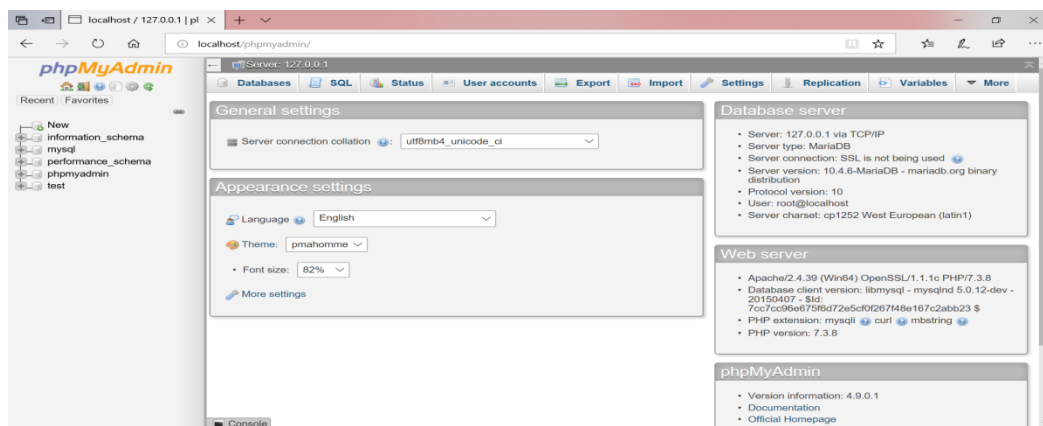 localhost / 127.0.0.1 | pl
localhost/phpmyadmin/
phpMyAdmin
Recent Favorites
New
information_schema
mysql
performance_schema
phpmyadmin
test
Server: 127.0.0.1
Databases SQL Status User accounts Export Import Settings Replication Variables More
General settings
Server connection collation : utf8mb4_unicode_ci
Appearance settings
Language English
Theme: pmahomme
Font size: 82%
More settings
Console
Database server
Server: 127.0.0.1 via TCP/IP
Server type: MariaDB
Server connection: SSL is not being used
Server version: 10.4.6-MariaDB - mariadb.org binary
distribution
Protocol version: 10
User: root@localhost
Server charset: cp1252 West European (latin1)
Web server
Apache/2.4.39 (Win64) OpenSSL/1.1.1c PHP/7.3.8
Database client version: libmysql - mysqlnd 5.0.12-dev -
20150407 - $Id:
7cc7cc96e675f6d72e5cf0f267f48e167c2abb23 $
PHP extension: mysqli curl mbstring
PHP version: 7.3.8
phpMyAdmin
Version information: 4.9.0.1
Documentation
Official Homepage